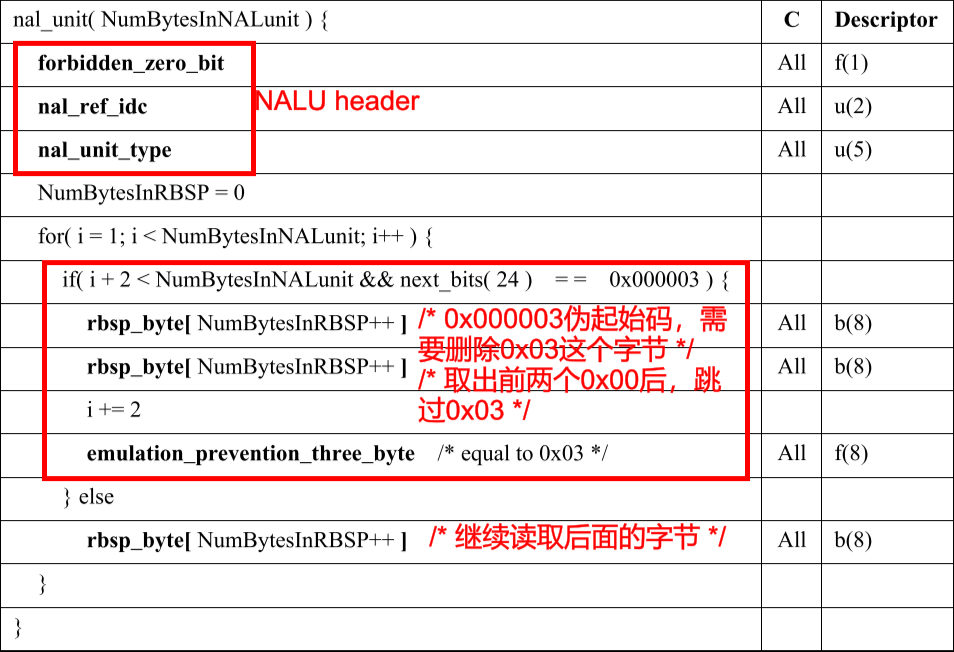 nal_unit( NumBytesInNALunit ) { C Descriptor
forbidden_zero_bit All f(1)
nal_ref_idc NALU header All u(2)
nal_unit_type All u(5)
NumBytesInRBSP = 0
for( i = 1; i < NumBytesInNALunit; i++ ) {
if( i + 2 < NumBytesInNALunit && next_bits( 24 ) = = 0x000003 ) {
rbsp_byte[ NumBytesInRBSP++ ] All b(8)
/* 0x000003伪起始码，需
要删除0x03这个字节 */
rbsp_byte[ NumBytesInRBSP++ ] All b(8)
/* 取出前两个0x00后，跳
过0x03 */
i += 2
emulation_prevention_three_byte /* equal to 0x03 */ All f(8)
} else
rbsp_byte[ NumBytesInRBSP++ ] /* 继续读取后面的字节 */ All b(8)
}
}